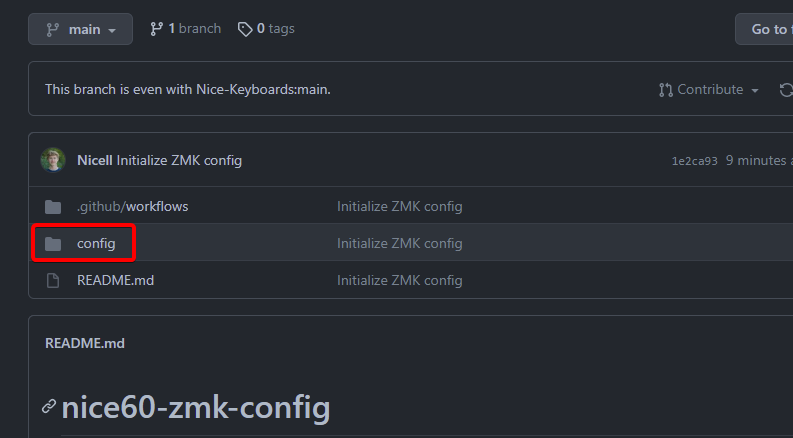 main 1 branch 0 tags Go to
This branch is even with Nice-Keyboards:main. Contribute
Nicell Initialize ZMK config 1e2ca93 9 minutes
.github/workflows Initialize ZMK config
config Initialize ZMK config
README.md Initialize ZMK config
README.md
nice60-zmk-config